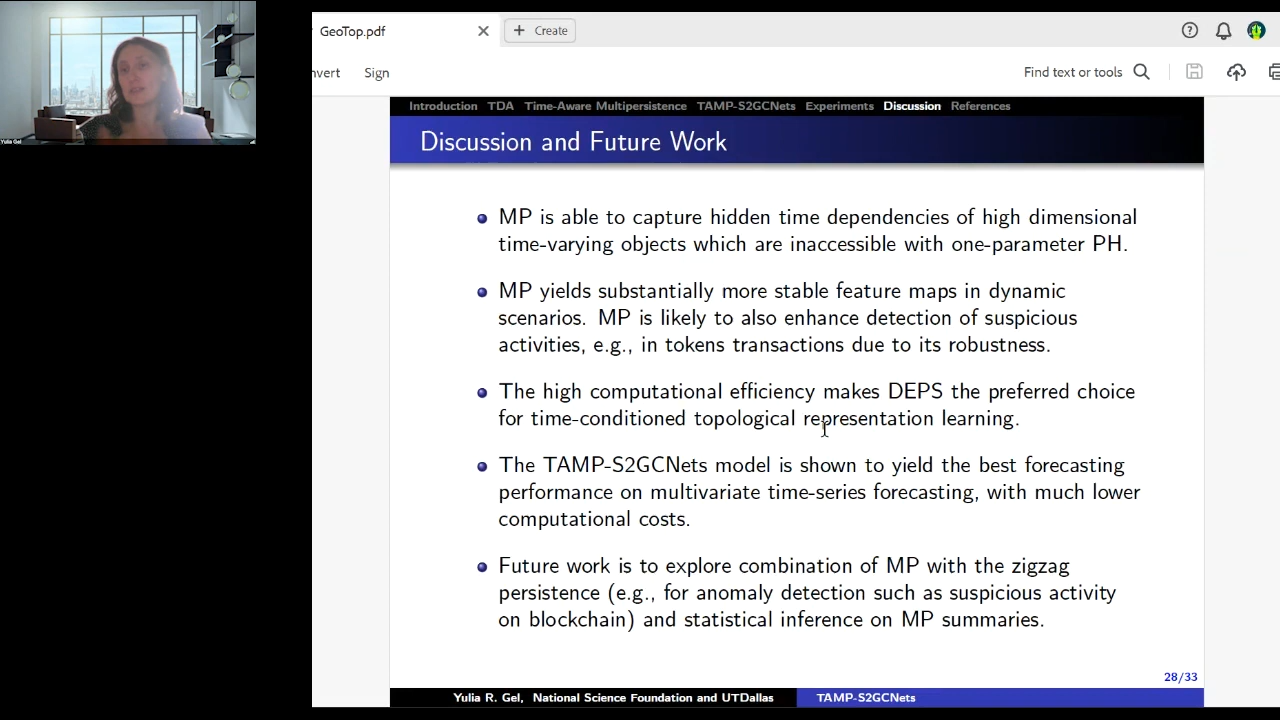 GeoTop.pdf
Create
nvert
Sign
Find text or tools
Yulia Gel
Introduction TDA Time-Aware Multipersistence TAMP-S2GCNets Experiments Discussion References
Discussion and Future Work
MP is able to capture hidden time dependencies of high dimensional
time-varying objects which are inaccessible with one-parameter PH.
MP yields substantially more stable feature maps in dynamic
scenarios. MP is likely to also enhance detection of suspicious
activities, e.g., in tokens transactions due to its robustness.
The high computational efficiency makes DEPS the preferred choice
for time-conditioned topological representation learning.
The TAMP-S2GCNets model is shown to yield the best forecasting
performance on multivariate time-series forecasting, with much lower
computational costs.
Future work is to explore combination of MP with the zigzag
persistence (e.g., for anomaly detection such as suspicious activity
on blockchain) and statistical inference on MP summaries.
28/33
Yulia R. Gel, National Science Foundation and UTDallas
TAMP-S2GCNets